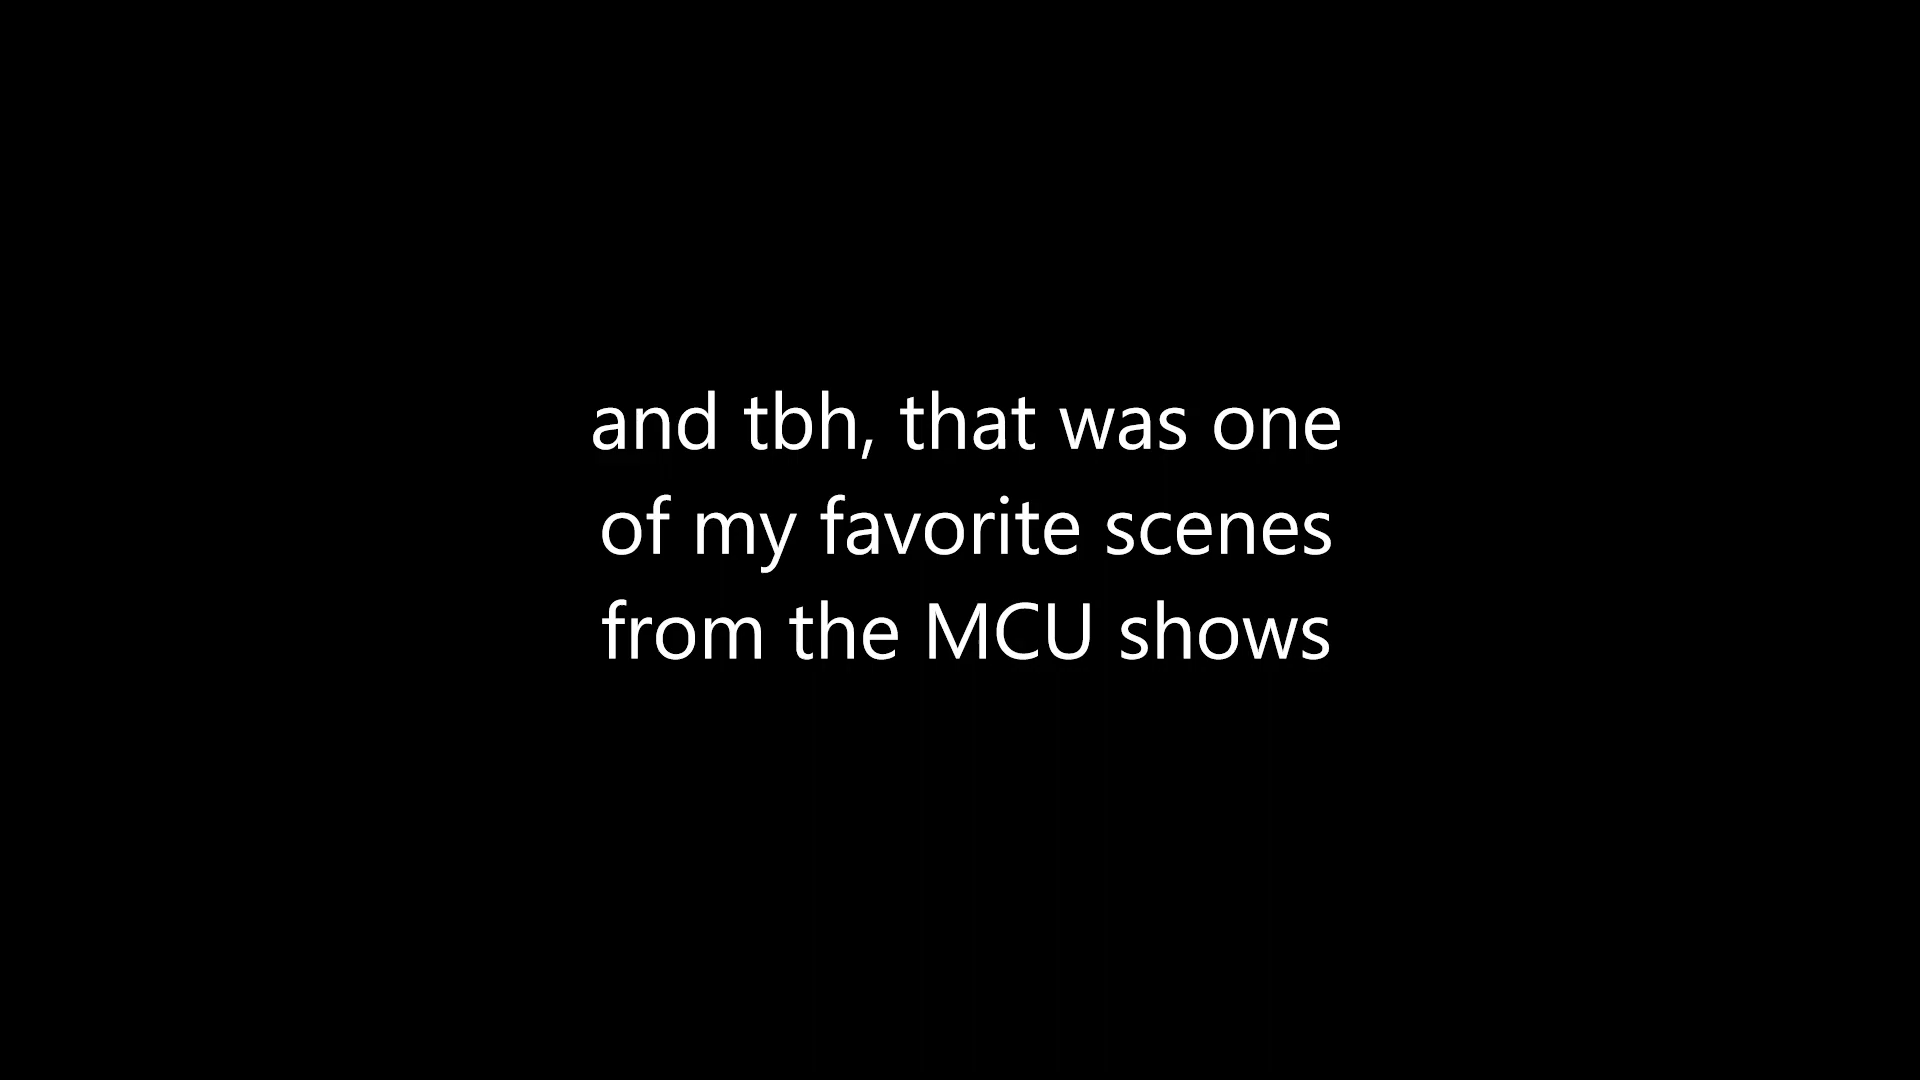 and tbh, that was one
of my favorite scenes
from the MCU shows